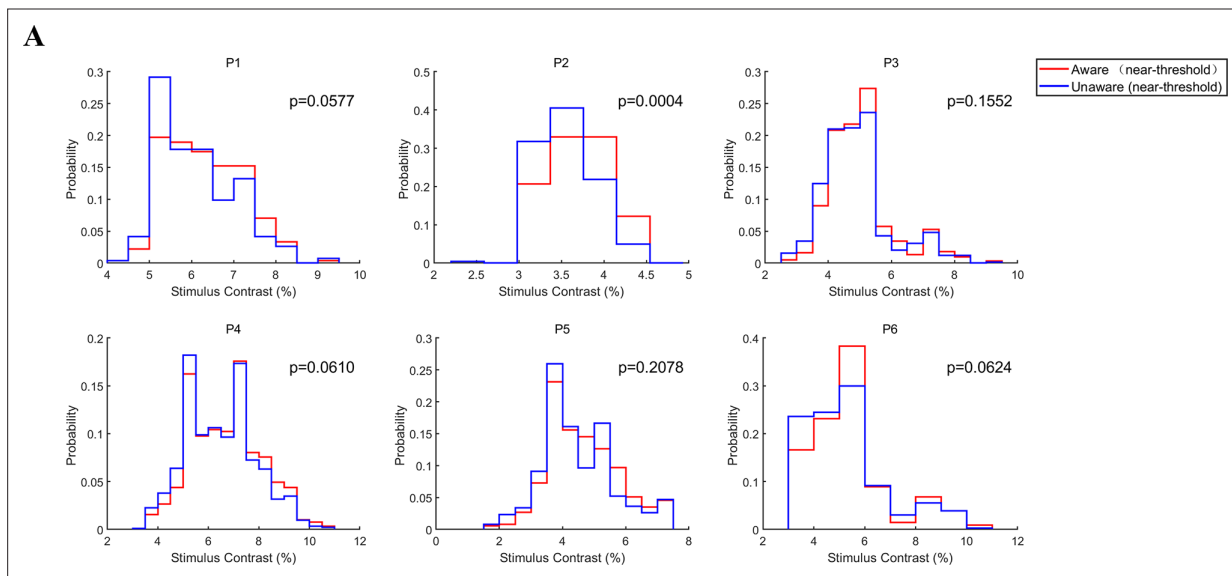 A
P1
p=0.0577
Probability
0
0.05
0.1
0.15
0.2
0.25
0.3
4 5 6 7 8 9 10
Stimulus Contrast (%)
P2
p=0.0004
Probability
0
0.1
0.2
0.3
0.4
0.5
2 2.5 3 3.5 4 4.5 5
Stimulus Contrast (%)
P3
p=0.1552
Probability
0
0.05
0.1
0.15
0.2
0.25
0.3
2 4 6 8 10
Stimulus Contrast (%)
Aware （near-threshold）
Unaware (near-threshold)
P4
p=0.0610
Probability
0
0.05
0.1
0.15
0.2
2 4 6 8 10 12
Stimulus Contrast (%)
P5
p=0.2078
Probability
0
0.05
0.1
0.15
0.2
0.25
0.3
0 2 4 6 8
Stimulus Contrast (%)
P6
p=0.0624
Probability
0
0.1
0.2
0.3
0.4
2 4 6 8 10 12
Stimulus Contrast (%)